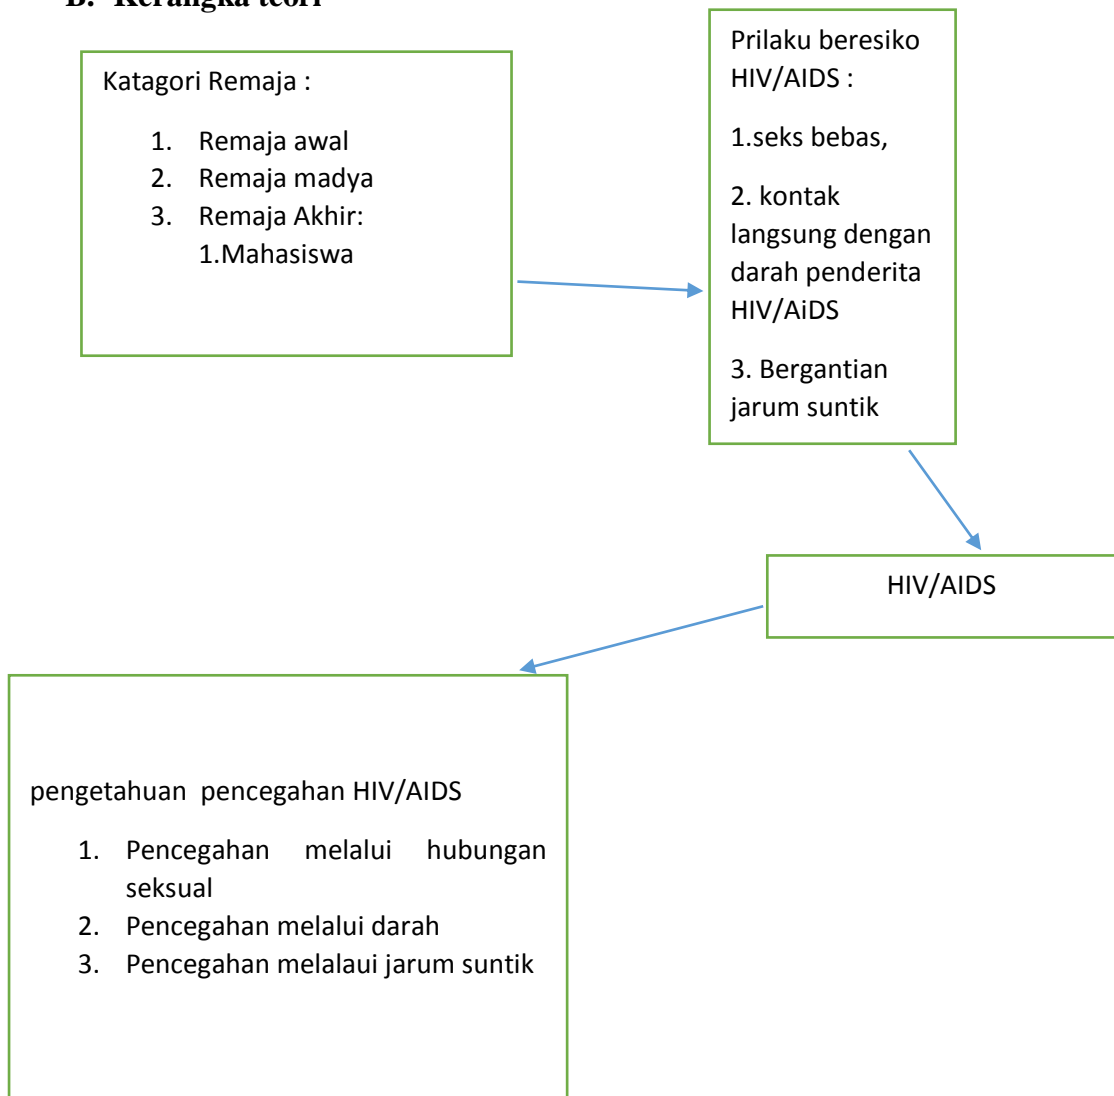 B. Kerangka teori
Katagori Remaja :
1. Remaja awal
2. Remaja madya
3. Remaja Akhir:
1.Mahasiswa
Prilaku beresiko
HIV/AIDS :
1.seks bebas,
2. kontak
langsung dengan
darah penderita
HIV/AiDS
3. Bergantian
jarum suntik
HIV/AIDS
pengetahuan pencegahan HIV/AIDS
1. Pencegahan melalui hubungan
seksual
2. Pencegahan melalui darah
3. Pencegahan melalaui jarum suntik